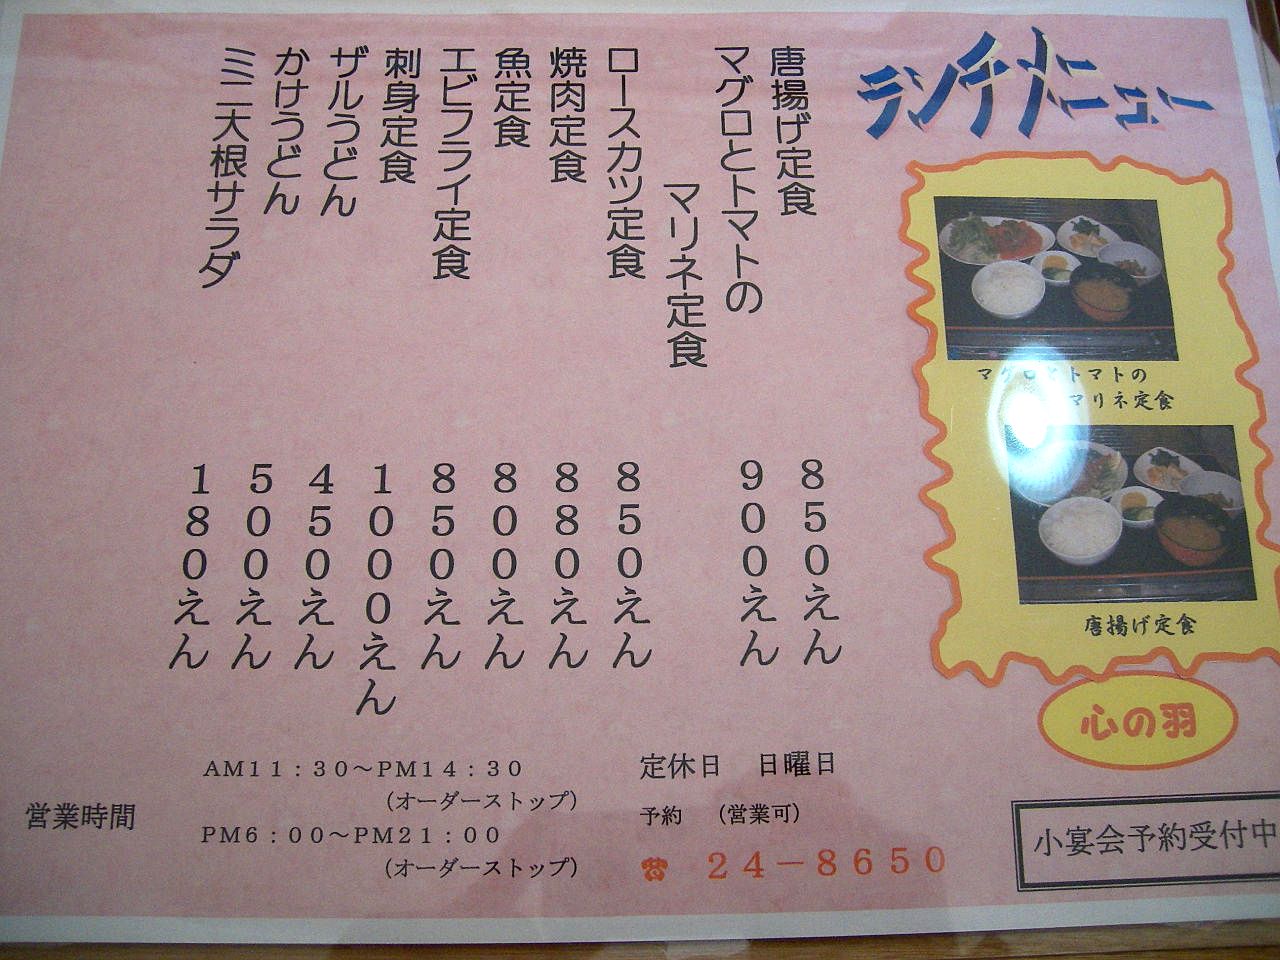 ランチメニュー
唐揚げ定食
８５０えん
マグロとトマトの
マリネ定食
９００えん
ロースカツ定食
８５０えん
焼肉定食
８８０えん
魚定食
８００えん
エビフライ定食
８５０えん
刺身定食
１０００えん
ザルうどん
４５０えん
かけうどん
５００えん
ミニ大根サラダ
１８０えん
マグロとトマトの
マリネ定食
唐揚げ定食
心の羽
営業時間
ＡＭ１１：３０～ＰＭ１４：３０
（オーダーストップ）
ＰＭ６：００～ＰＭ２１：００
（オーダーストップ）
定休日　日曜日
予約　（営業可）
☎ ２４－８６５０
小宴会予約受付中